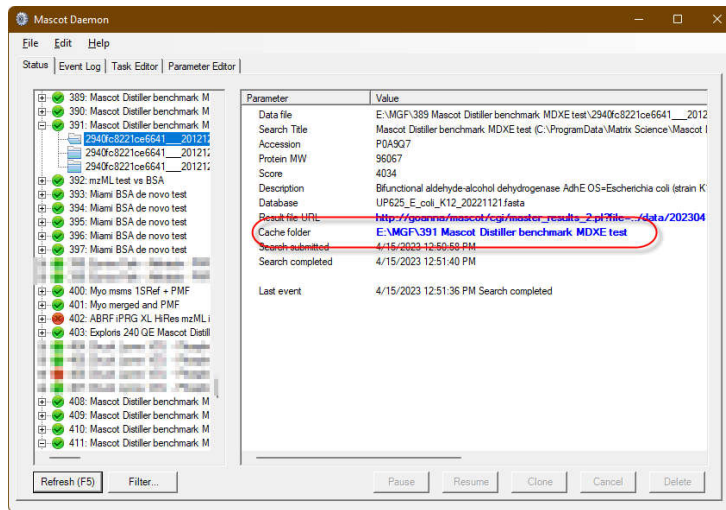 Mascot Daemon
File Edit Help
Status Event Log Task Editor Parameter Editor
389: Mascot Distiller benchmark M
390: Mascot Distiller benchmark M
391: Mascot Distiller benchmark M
2940fc8221ce6641___201212
2940fc8221ce6641___201212
2940fc8221ce6641___201212
392: mzML test vs BSA
393: Miami BSA de novo test
394: Miami BSA de novo test
395: Miami BSA de novo test
396: Miami BSA de novo test
397: Miami BSA de novo test
400: Myo msms 1SRef + PMF
401: Myo merged and PMF
402: ABRF iPRG XL HiRes mzML i
403: Exploris 240 QE Mascot Distill
408: Mascot Distiller benchmark M
409: Mascot Distiller benchmark M
410: Mascot Distiller benchmark M
411: Mascot Distiller benchmark M
Parameter Value
Data file E:\MGF\389 Mascot Distiller benchmark MDXE test\2940fc8221ce6641___2012
Search Title Mascot Distiller benchmark MDXE test (C:\ProgramData\Matrix Science\Mascot
Accession P0A9Q7
Protein MW 96067
Score 4034
Description Bifunctional aldehyde-alcohol dehydrogenase AdhE OS=Escherichia coli (strain K
Database UP625_E_coli_K12_20221121.fasta
Result file URL http://goanna/mascot/cgi/master_results_2.pl?file=../data/202304
Cache folder E:\MGF\391 Mascot Distiller benchmark MDXE test
Search submitted 4/15/2023 12:50:58 PM
Search completed 4/15/2023 12:51:40 PM
Last event 4/15/2023 12:51:36 PM Search completed
Refresh (F5) Filter... Pause Resume Clone Cancel Delete